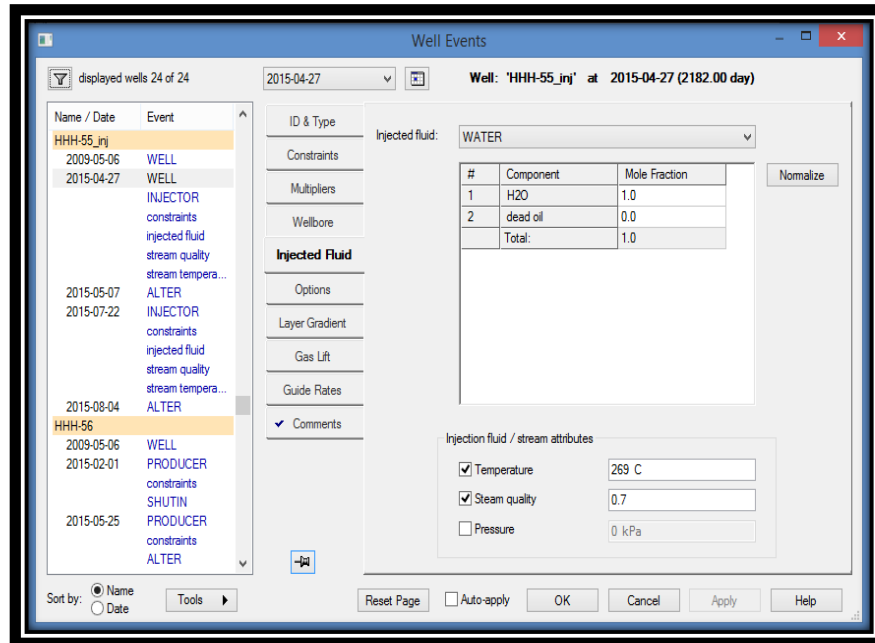 Well Events
displayed wells 24 of 24
2015-04-27
Well: 'HHH-55_inj' at 2015-04-27 (2182.00 day)
Name / Date Event
HHH-55_inj
2009-05-06 WELL
2015-04-27 WELL
INJECTOR
constraints
injected fluid
stream quality
stream tempera...
2015-05-07 ALTER
2015-07-22 INJECTOR
constraints
injected fluid
stream quality
stream tempera...
2015-08-04 ALTER
HHH-56
2009-05-06 WELL
2015-02-01 PRODUCER
constraints
SHUTIN
2015-05-25 PRODUCER
constraints
ALTER
Sort by: Name
Date
Tools
ID & Type
Constraints
Multipliers
Wellbore
Injected Fluid
Options
Layer Gradient
Gas Lift
Guide Rates
Comments
Injected fluid: WATER
# Component Mole Fraction
1 H2O 1.0
2 dead oil 0.0
Total: 1.0
Normalize
Injection fluid / stream attributes
Temperature 269 C
Steam quality 0.7
Pressure 0 kPa
Reset Page Auto-apply OK Cancel Apply Help